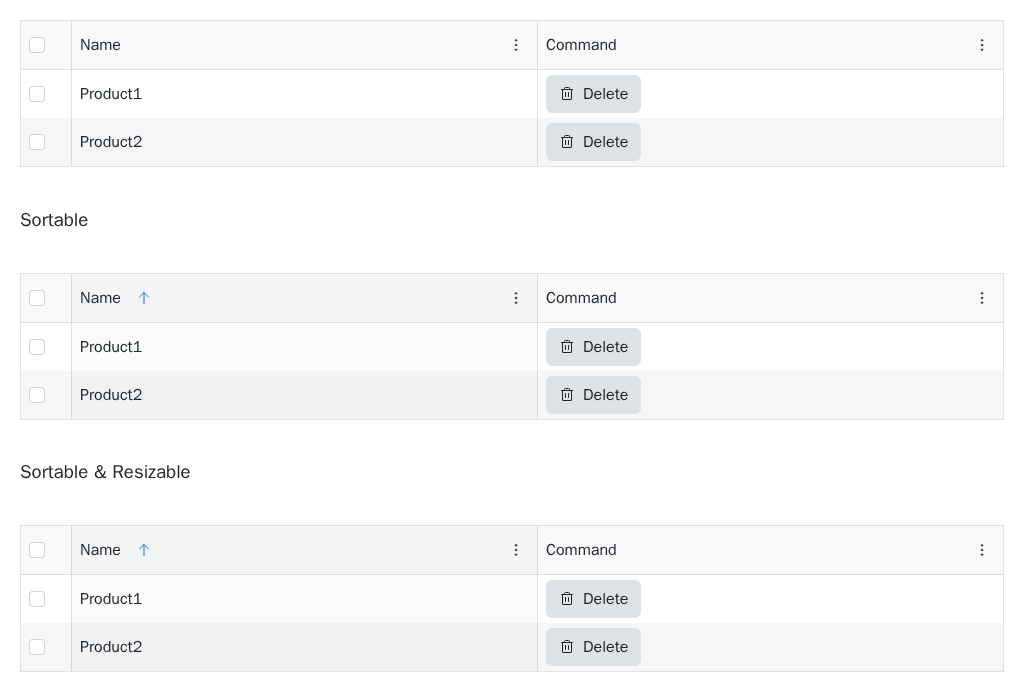 Name Command
Product1 Delete
Product2 Delete
Sortable
Name Command
Product1 Delete
Product2 Delete
Sortable & Resizable
Name Command
Product1 Delete
Product2 Delete